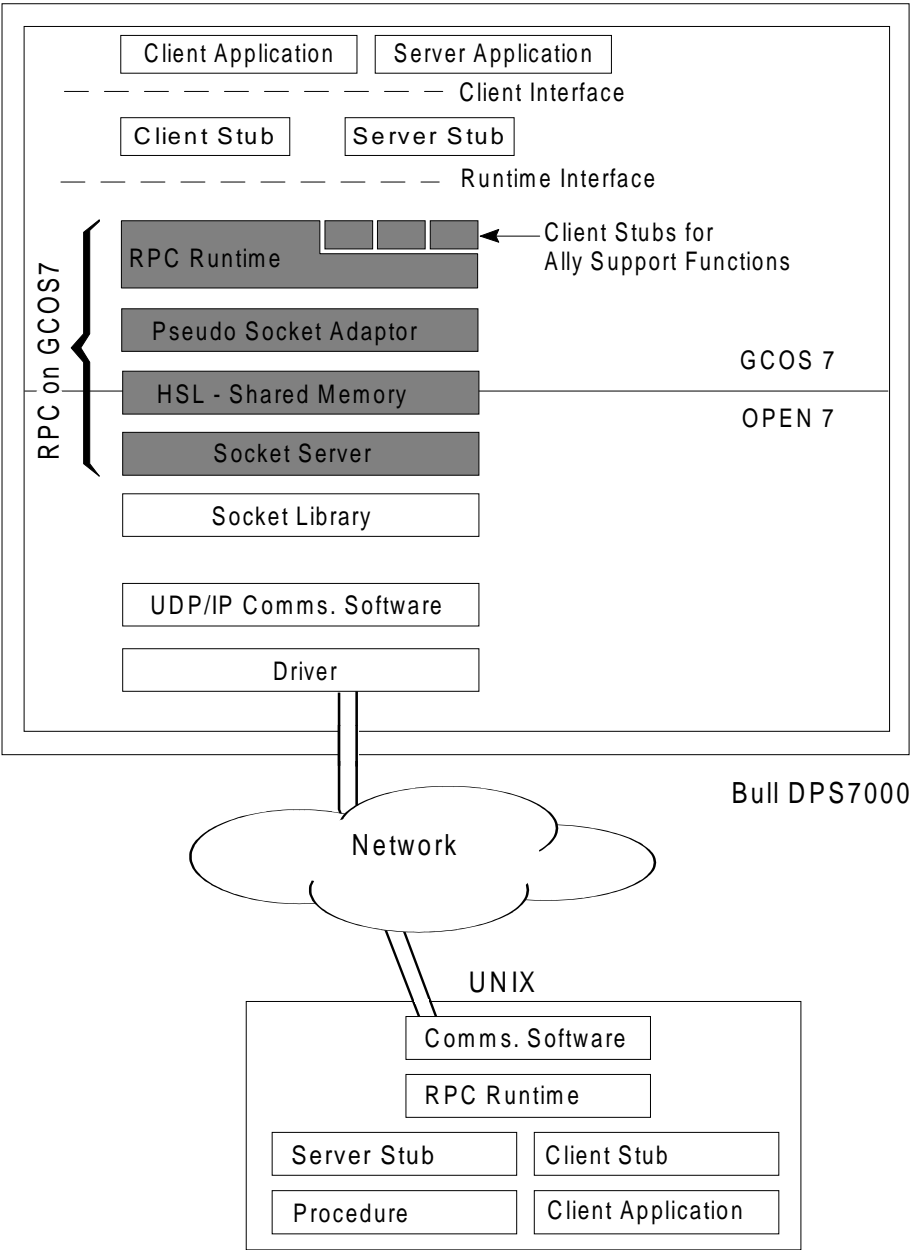 Client Application
Server Application
Client Interface
Client Stub
Server Stub
Runtime Interface
RPC on GCOS7
RPC Runtime
Client Stubs for
Ally Support Functions
Pseudo Socket Adaptor
GCOS 7
HSL - Shared Memory
OPEN 7
Socket Server
Socket Library
UDP/IP Comms. Software
Driver
Bull DPS7000
Network
UNIX
Comms. Software
RPC Runtime
Server Stub
Client Stub
Procedure
Client Application